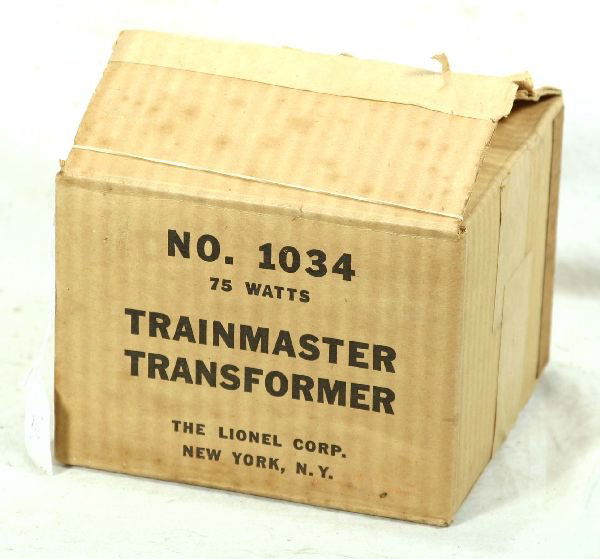 NO. 1034
75 WATTS
TRAINMASTER
TRANSFORMER
THE LIONEL CORP.
NEW YORK, N.Y.